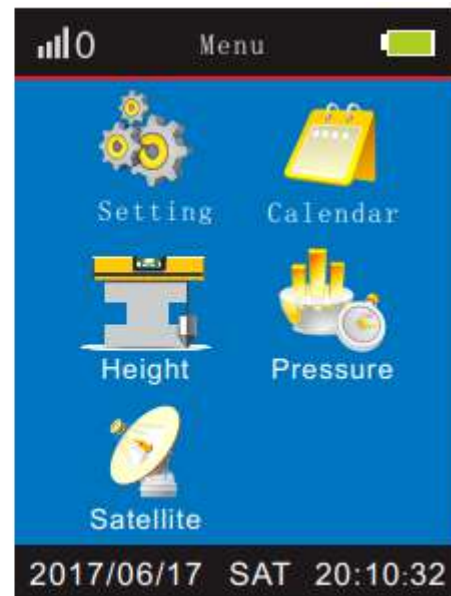 0 Menu
Setting Calendar
Height Pressure
Satellite
2017/06/17 SAT 20:10:32